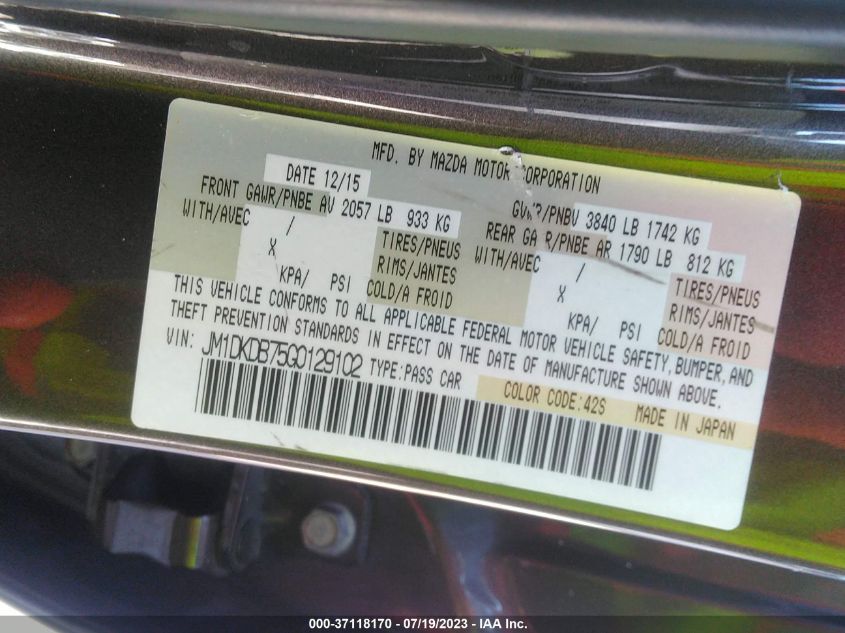 MFD. BY MAZDA MOTOR CORPORATION
DATE 12/15 GVWR/PNBV 3840 LB 1742 KG
FRONT GAWR/PNBE AV 2057 LB 933 KG REAR GAWR/PNBE AR 1790 LB 812 KG
WITH/AVEC / TIRES/PNEUS WITH/AVEC / TIRES/PNEUS
X RIMS/JANTES X RIMS/JANTES
KPA/ PSI COLD/A FROID KPA/ PSI COLD/A FROID
THIS VEHICLE CONFORMS TO ALL APPLICABLE FEDERAL MOTOR VEHICLE SAFETY, BUMPER, AND
THEFT PREVENTION STANDARDS IN EFFECT ON THE DATE OF MANUFACTURE SHOWN ABOVE.
VIN: JM1DKDB75G0129102 TYPE:PASS CAR
COLOR CODE:42S MADE IN JAPAN
000-37118170 - 07/19/2023 - IAA Inc.